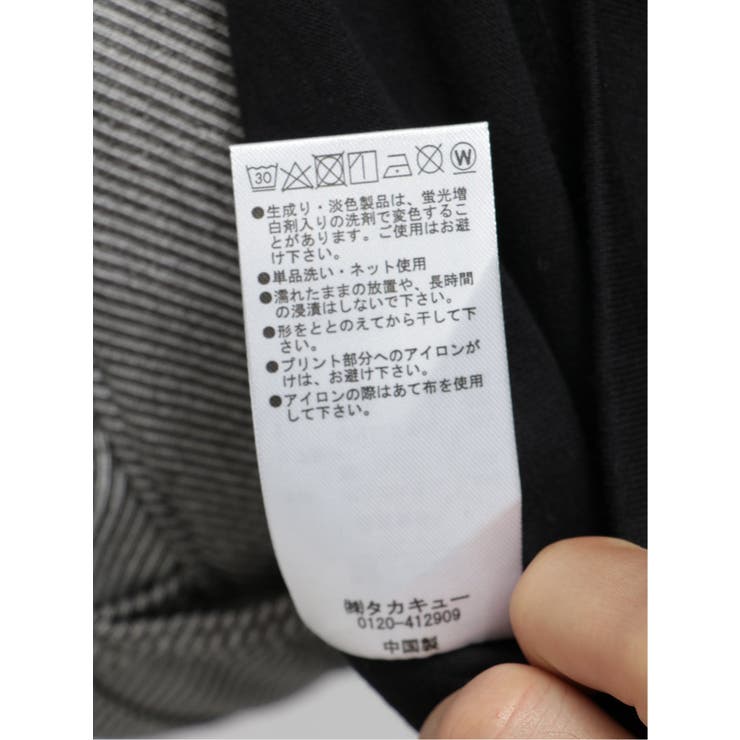 30 W
●生成り・淡色製品は、蛍光増
白剤入りの洗剤で変色するこ
とがあります。ご使用はお避
け下さい。
●単品洗い・ネット使用
●濡れたままの放置や、長時間
の浸漬はしないで下さい。
●形をととのえてから干して下
さい。
●プリント部分へのアイロンが
けは、お避け下さい。
●アイロンの際はあて布を使用
して下さい。
㈱タカキュー
0120-412909
中国製